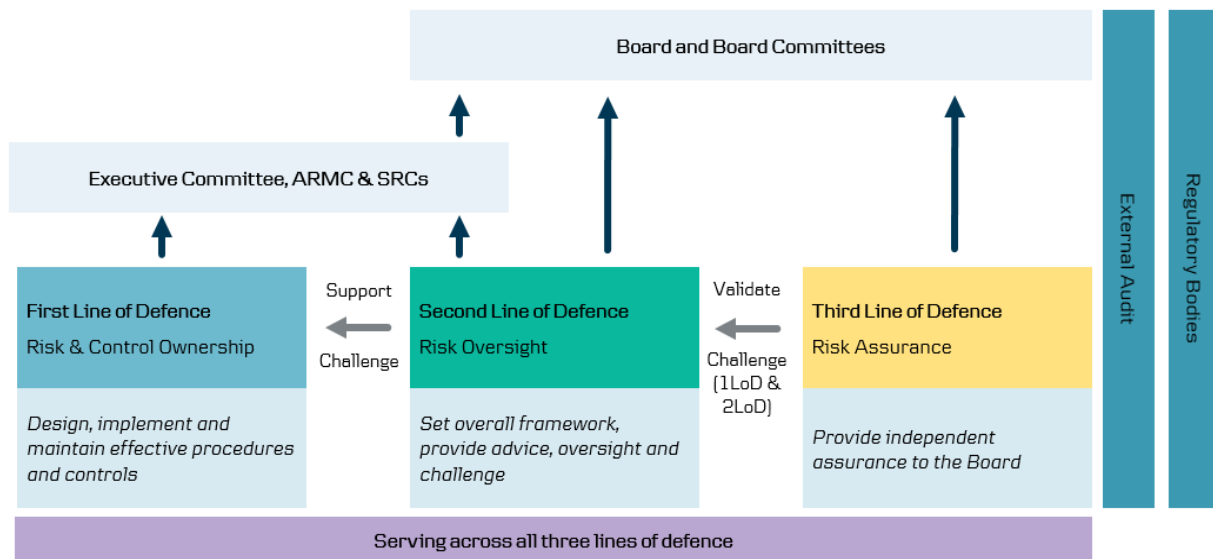 Board and Board Committees
Executive Committee, ARMC & SRCs
First Line of Defence
Risk & Control Ownership
Design, implement and
maintain effective procedures
and controls
Support
Challenge
Second Line of Defence
Risk Oversight
Set overall framework,
provide advice, oversight and
challenge
Validate
Challenge
(1LoD &
2LoD)
Third Line of Defence
Risk Assurance
Provide independent
assurance to the Board
External Audit
Regulatory Bodies
Serving across all three lines of defence